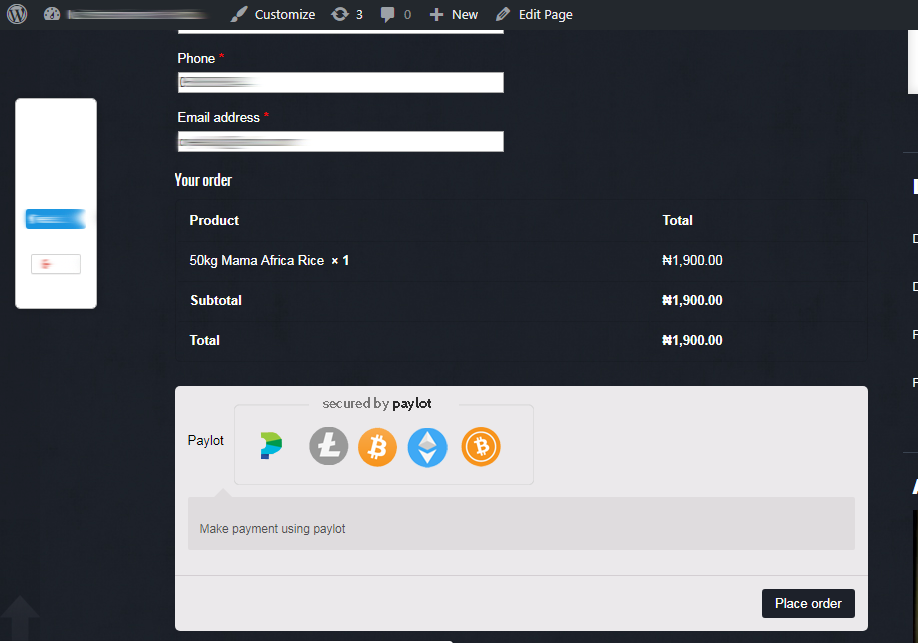 Customize 3 0 New Edit Page
Phone *
Email address *
Your order
Product Total
50kg Mama Africa Rice × 1 ₦1,900.00
Subtotal ₦1,900.00
Total ₦1,900.00
secured by paylot
Paylot
Make payment using paylot
Place order